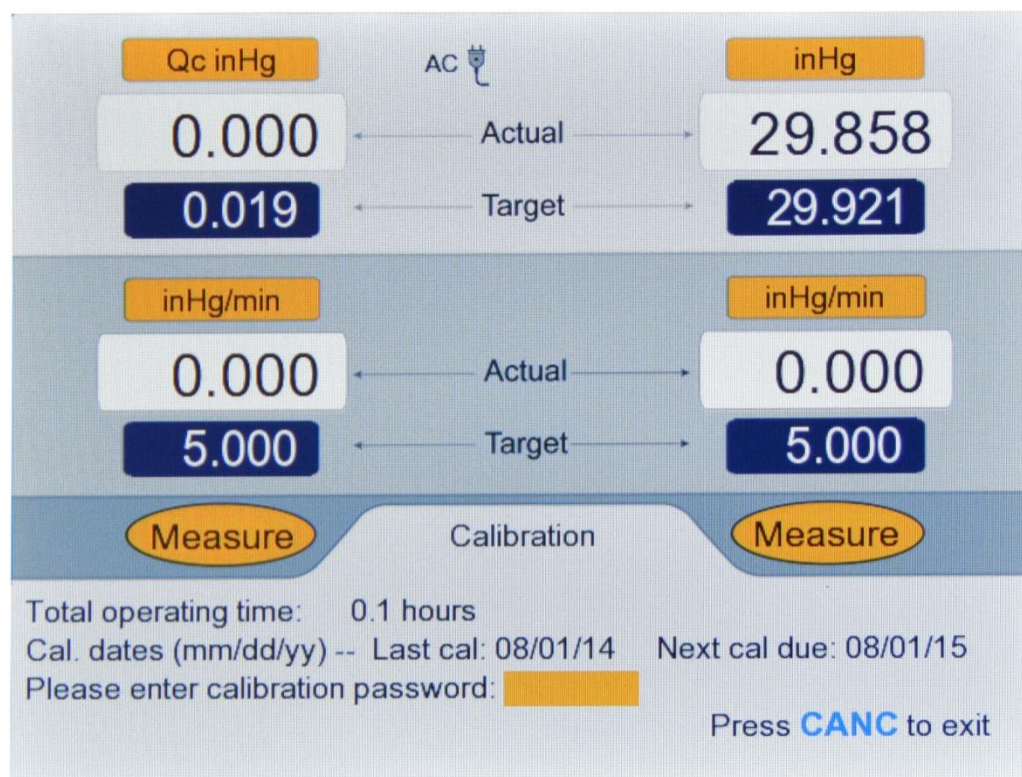 Qc inHg AC inHg
0.000 Actual 29.858
0.019 Target 29.921
inHg/min inHg/min
0.000 Actual 0.000
5.000 Target 5.000
Measure Calibration Measure
Total operating time: 0.1 hours
Cal. dates (mm/dd/yy) -- Last cal: 08/01/14 Next cal due: 08/01/15
Please enter calibration password:
Press CANC to exit